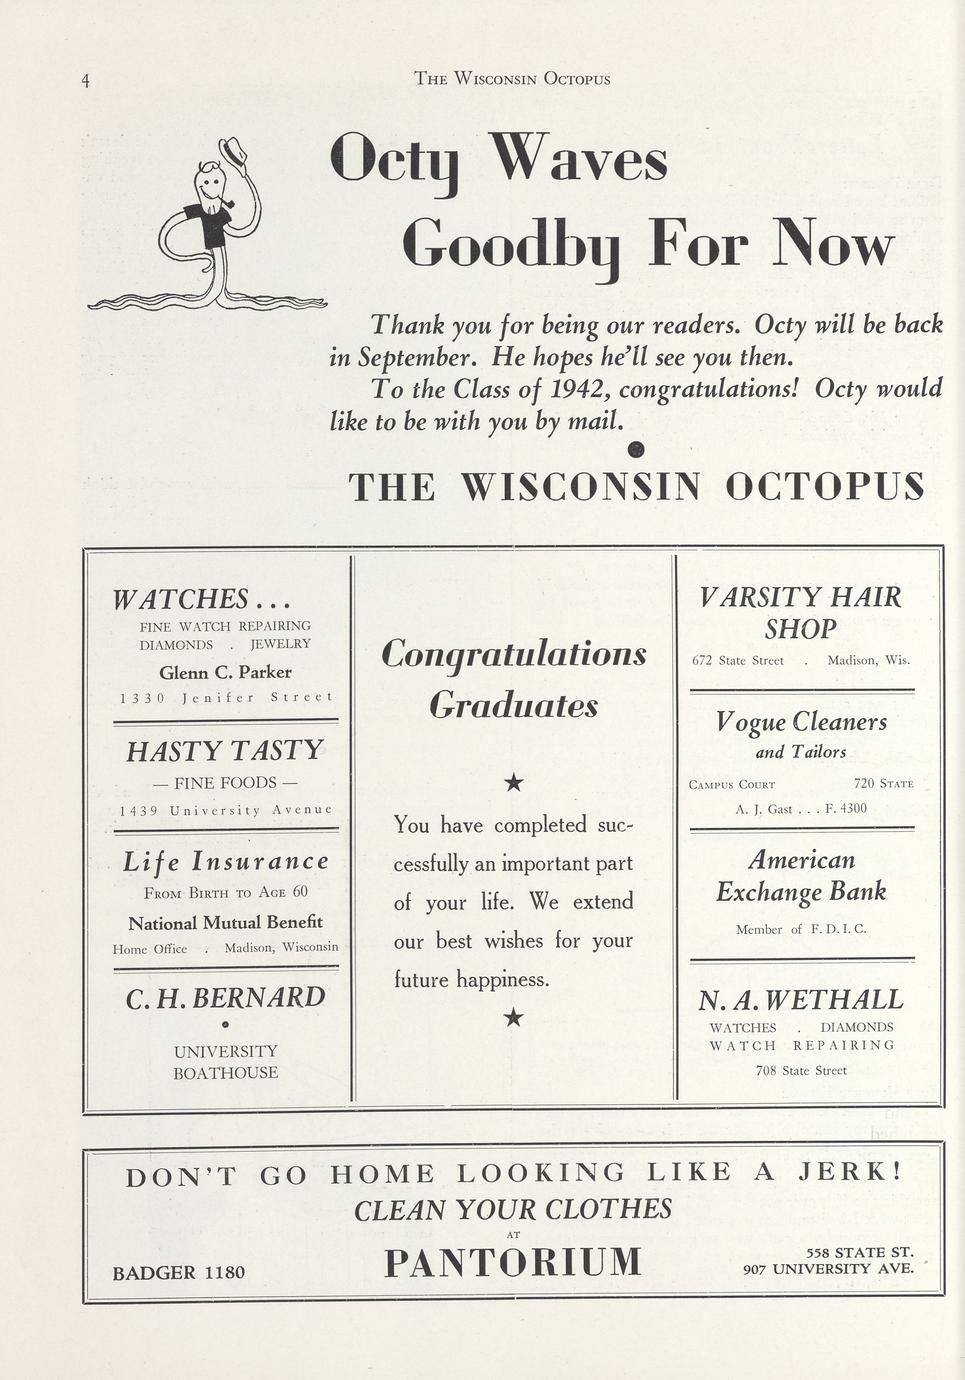 4
The Wisconsin Octopus
Octy Waves
Goodby For Now
Thank you for being our readers. Octy will be back
in September. He hopes he'll see you then.
To the Class of 1942, congratulations! Octy would
like to be with you by mail.
THE WISCONSIN OCTOPUS
WATCHES . . .
FINE WATCH REPAIRING
DIAMONDS . JEWELRY
Glenn C. Parker
1330 Jenifer Street
HASTY TASTY
— FINE FOODS —
1439 University Avenue
Life Insurance
From Birth to Age 60
National Mutual Benefit
Home Office . Madison, Wisconsin
C. H. BERNARD
•
UNIVERSITY
BOATHOUSE
Congratulations
Graduates
★
You have completed suc-
cessfully an important part
of your life. We extend
our best wishes for your
future happiness.
★
VARSITY HAIR
SHOP
672 State Street . Madison, Wis.
Vogue Cleaners
and Tailors
Campus Court 720 State
A. J. Gast . . . F. 4300
American
Exchange Bank
Member of F. D. I. C.
N. A. WETHALL
WATCHES . DIAMONDS
WATCH REPAIRING
708 State Street
DON'T GO HOME LOOKING LIKE A JERK!
CLEAN YOUR CLOTHES
AT
BADGER 1180
PANTORIUM
558 STATE ST.
907 UNIVERSITY AVE.